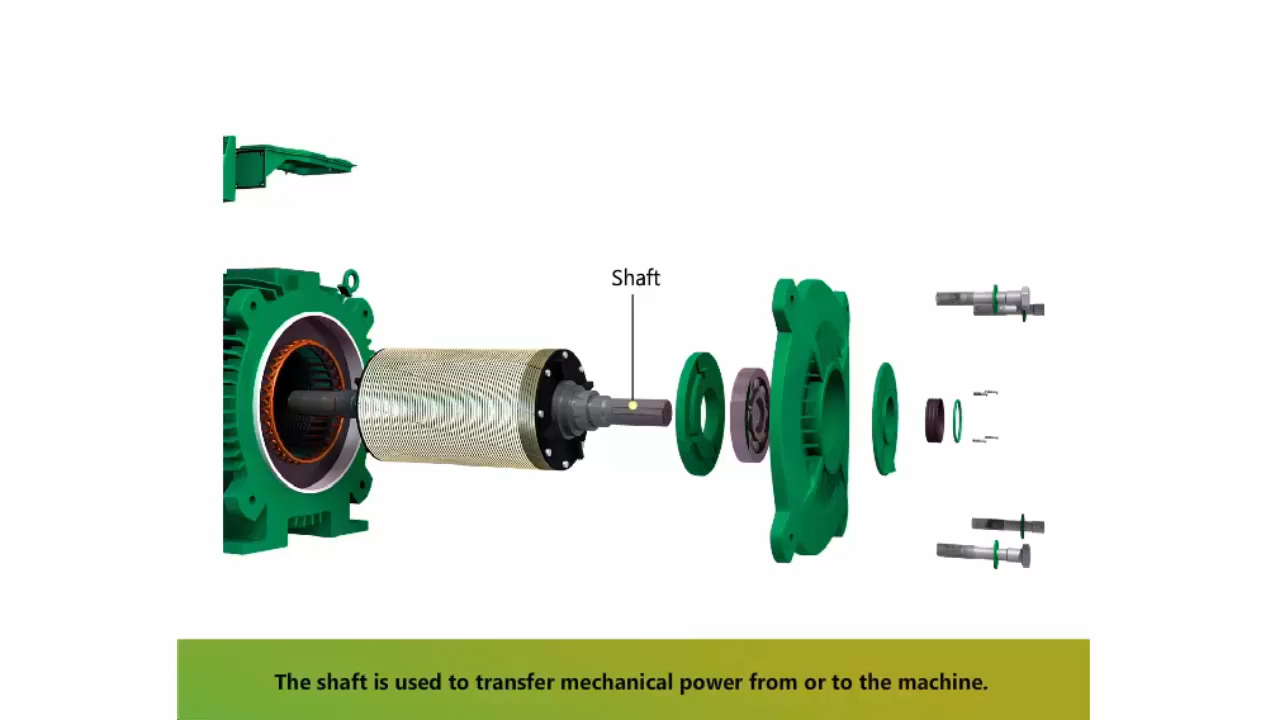 Shaft
The shaft is used to transfer mechanical power from or to the machine.